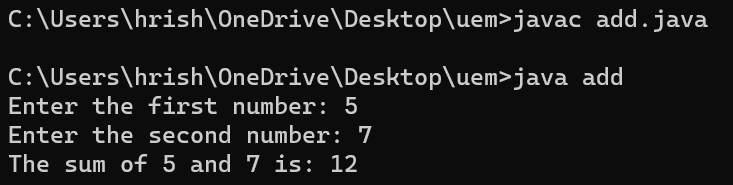 C:\Users\hrish\OneDrive\Desktop\uem>javac add.java
C:\Users\hrish\OneDrive\Desktop\uem>java add
Enter the first number: 5
Enter the second number: 7
The sum of 5 and 7 is: 12